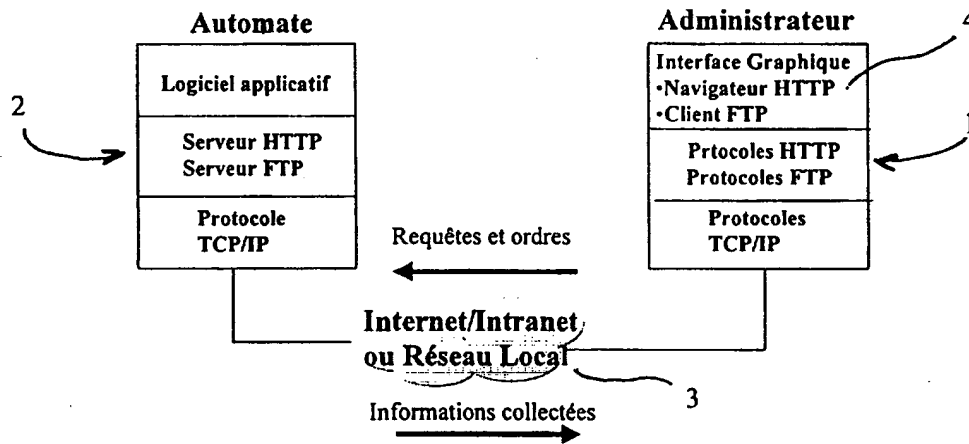 Automate
Logiciel applicatif
Serveur HTTP
Serveur FTP
Protocole
TCP/IP
2
Administrateur
Interface Graphique
•Navigateur HTTP
•Client FTP
Prtocoles HTTP
Protocoles FTP
Protocoles
TCP/IP
4
1
Requêtes et ordres
Internet/Intranet
ou Réseau Local
3
Informations collectées